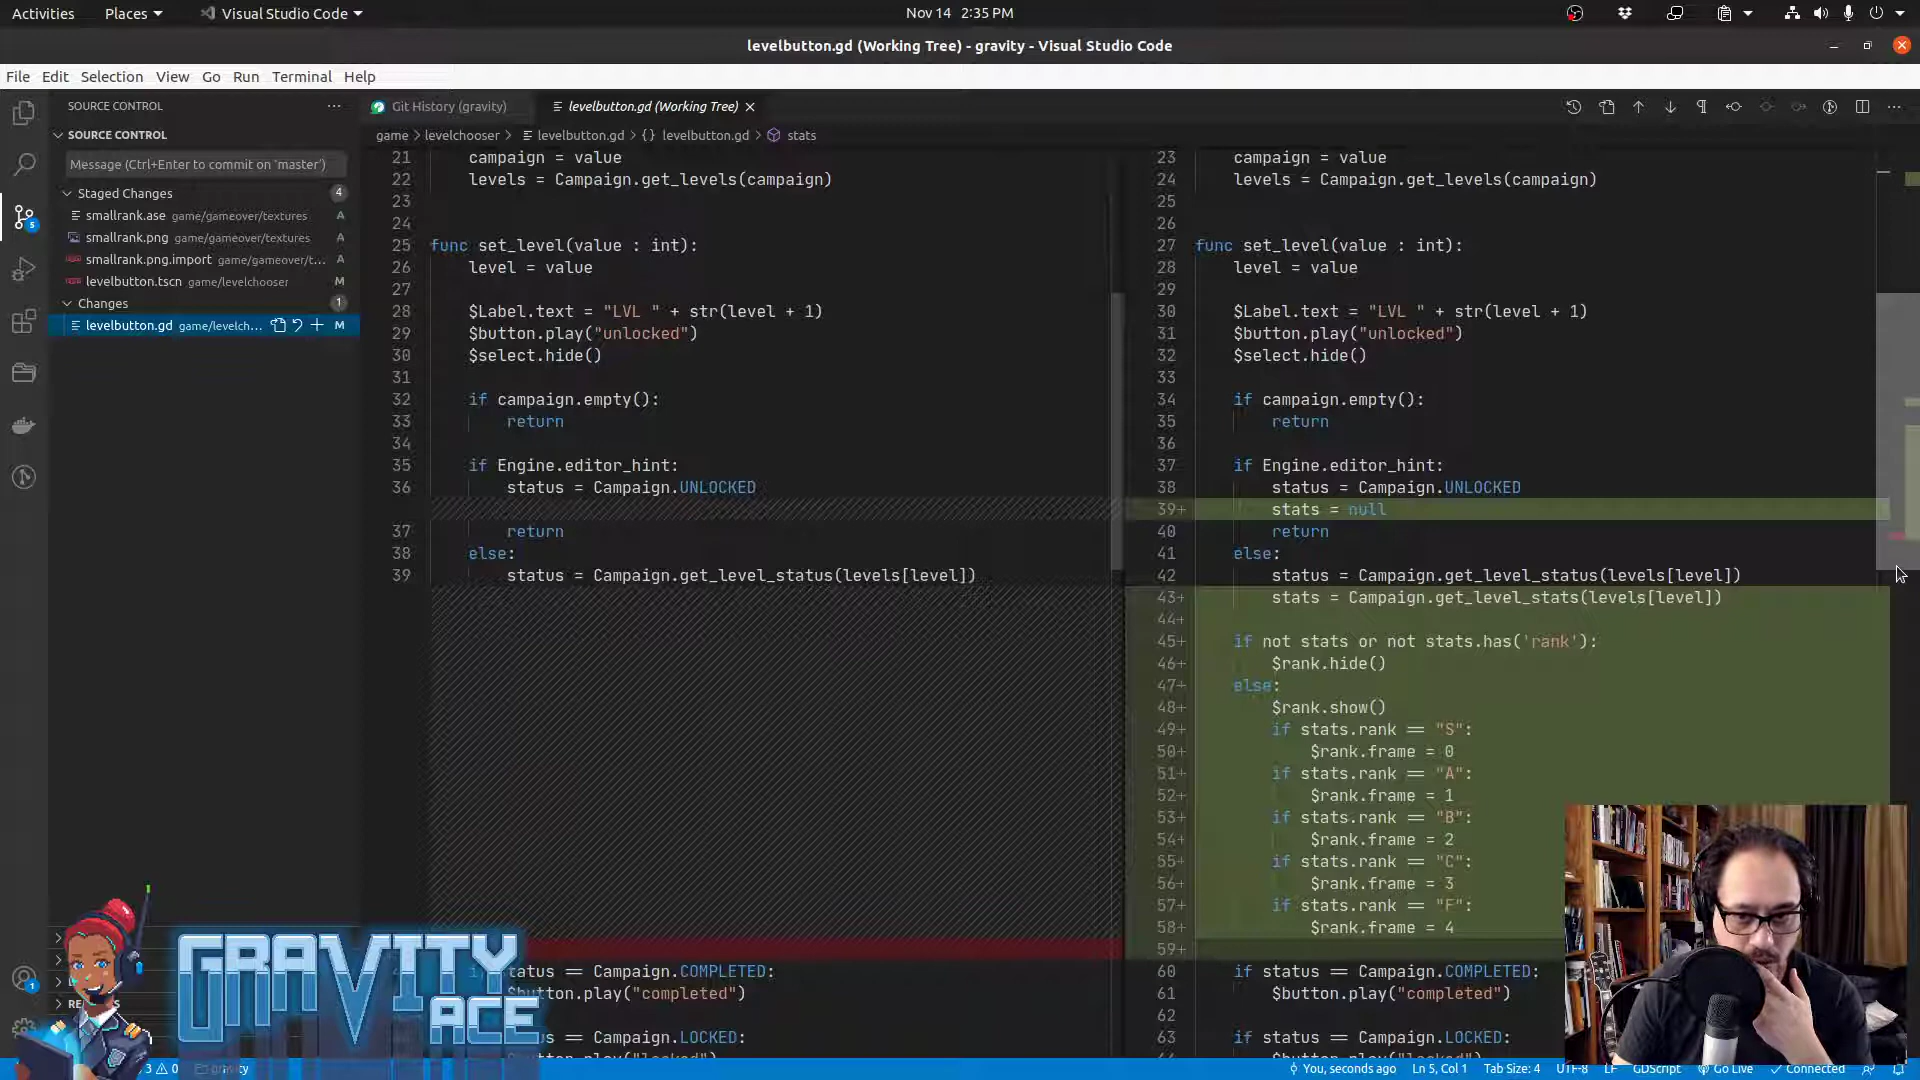 Activities Places Visual Studio Code Nov 14 2:35 PM
levelbutton.gd (Working Tree) - gravity - Visual Studio Code
File Edit Selection View Go Run Terminal Help
SOURCE CONTROL
Git History (gravity) levelbutton.gd (Working Tree)
SOURCE CONTROL
game > levelchooser > levelbutton.gd > {} levelbutton.gd > stats
Message (Ctrl+Enter to commit on 'master')
Staged Changes 4
smallrank.ase game/gameover/textures A
smallrank.png game/gameover/textures A
smallrank.png.import game/gameover/t... A
levelbutton.tscn game/levelchooser M
Changes 1
levelbutton.gd game/levelch... M
5
1
21 campaign = value
22 levels = Campaign.get_levels(campaign)
23
24
25 func set_level(value : int):
26 level = value
27
28 $Label.text = "LVL " + str(level + 1)
29 $button.play("unlocked")
30 $select.hide()
31
32 if campaign.empty():
33 return
34
35 if Engine.editor_hint:
36 status = Campaign.UNLOCKED
37 return
38 else:
39 status = Campaign.get_level_status(levels[level])
tatus == Campaign.COMPLETED:
button.play("completed")
us == Campaign.LOCKED:
23 campaign = value
24 levels = Campaign.get_levels(campaign)
25
26
27 func set_level(value : int):
28 level = value
29
30 $Label.text = "LVL " + str(level + 1)
31 $button.play("unlocked")
32 $select.hide()
33
34 if campaign.empty():
35 return
36
37 if Engine.editor_hint:
38 status = Campaign.UNLOCKED
39+ stats = null
40 return
41 else:
42 status = Campaign.get_level_status(levels[level])
43+ stats = Campaign.get_level_stats(levels[level])
44+
45+ if not stats or not stats.has('rank'):
46+ $rank.hide()
47+ else:
48+ $rank.show()
49+ if stats.rank == "S":
50+ $rank.frame = 0
51+ if stats.rank == "A":
52+ $rank.frame = 1
53+ if stats.rank == "B":
54+ $rank.frame = 2
55+ if stats.rank == "C":
56+ $rank.frame = 3
57+ if stats.rank == "F":
58+ $rank.frame = 4
59+
60 if status == Campaign.COMPLETED:
61 $button.play("completed")
62
63 if status == Campaign.LOCKED:
GRAVITY
ACE
3 0 gravity You, seconds ago Ln 5, Col 1 Tab Size: 4 UTF-8 LF GDScript Go Live Connected